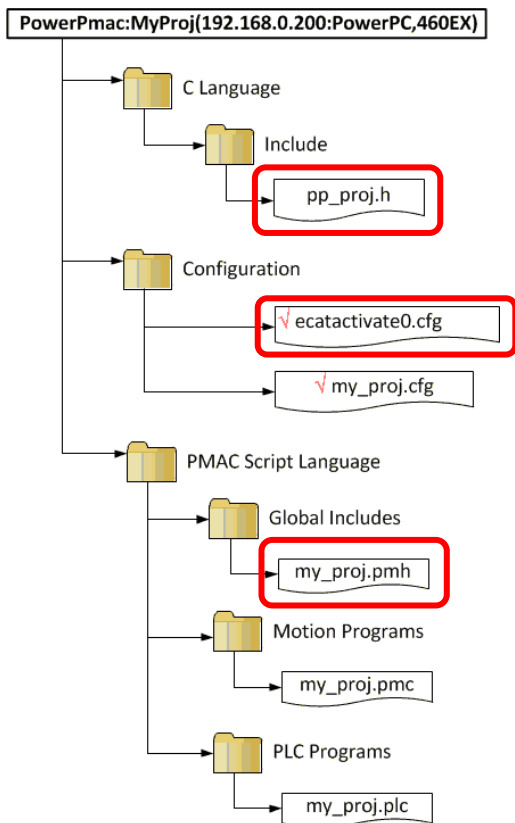 PowerPmac:MyProj(192.168.0.200:PowerPC,460EX)
C Language
Include
pp_proj.h
Configuration
√ ecatactivate0.cfg
√ my_proj.cfg
PMAC Script Language
Global Includes
my_proj.pmh
Motion Programs
my_proj.pmc
PLC Programs
my_proj.plc